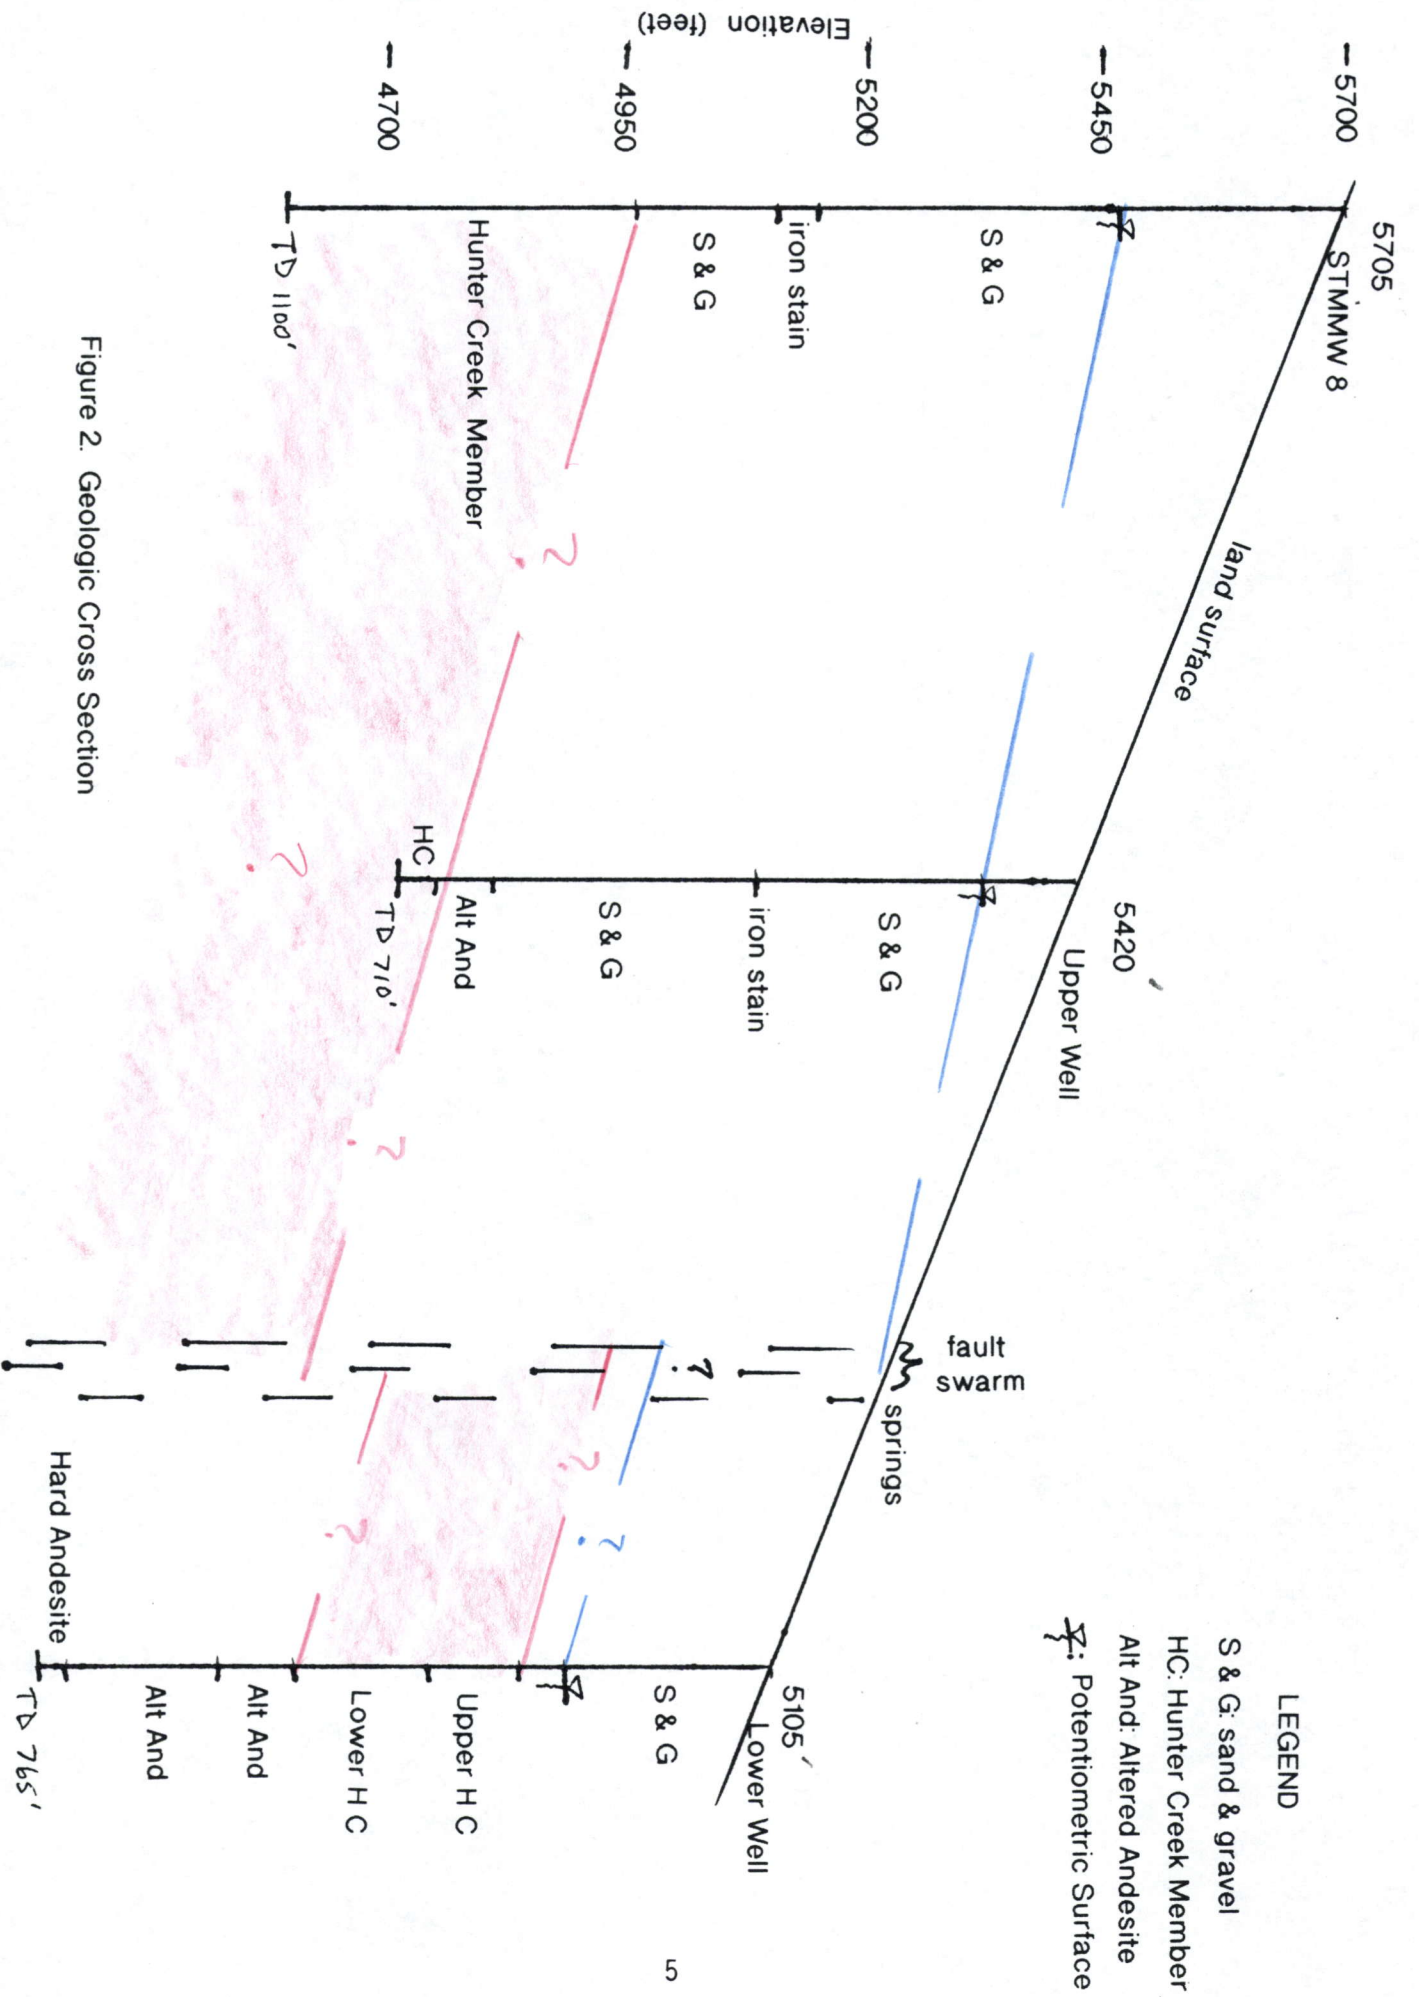 Elevation (feet)
5700
5450
5200
4950
4700
5705
STMMW 8
S & G
iron stain
S & G
Hunter Creek Member
TD 1100'
land surface
5420 '
Upper Well
S & G
iron stain
S & G
Alt And
HC
TD 710'
fault
swarm
springs
?
?
?
?
?
?
?
5105'
Lower Well
S & G
Upper H C
Lower H C
Alt And
Alt And
Hard Andesite
TD 765'
LEGEND
S & G: sand & gravel
HC: Hunter Creek Member
Alt And: Altered Andesite
: Potentiometric Surface
Figure 2. Geologic Cross Section
5